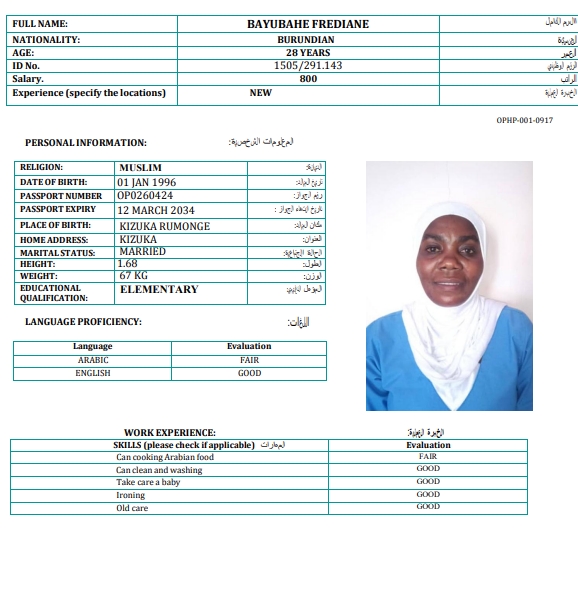 FULL NAME: BAYUBAHE FREDIANE الاسم الكامل
NATIONALITY: BURUNDIAN الجنسية
AGE: 28 YEARS العمر
ID No. 1505/291.143 الرقم الوظيفي
Salary. 800 الراتب
Experience (specify the locations) NEW الخبرة العملية
OPHP-001-0917
PERSONAL INFORMATION: المعلومات الشخصية:
RELIGION: MUSLIM الديانة:
DATE OF BIRTH: 01 JAN 1996 تاريخ الميلاد:
PASSPORT NUMBER OP0260424 رقم الجواز:
PASSPORT EXPIRY 12 MARCH 2034 تاريخ انتهاء الجواز :
PLACE OF BIRTH: KIZUKA RUMONGE مكان الميلاد:
HOME ADDRESS: KIZUKA العنوان:
MARITAL STATUS: MARRIED الحالة الاجتماعية:
HEIGHT: 1.68 الطول:
WEIGHT: 67 KG الوزن:
EDUCATIONAL QUALIFICATION: ELEMENTARY المؤهل العلمي:
LANGUAGE PROFICIENCY: اللغات:
Language Evaluation
ARABIC FAIR
ENGLISH GOOD
WORK EXPERIENCE: الخبرة العملية:
SKILLS (please check if applicable) المهارات Evaluation
Can cooking Arabian food FAIR
Can clean and washing GOOD
Take care a baby GOOD
Ironing GOOD
Old care GOOD